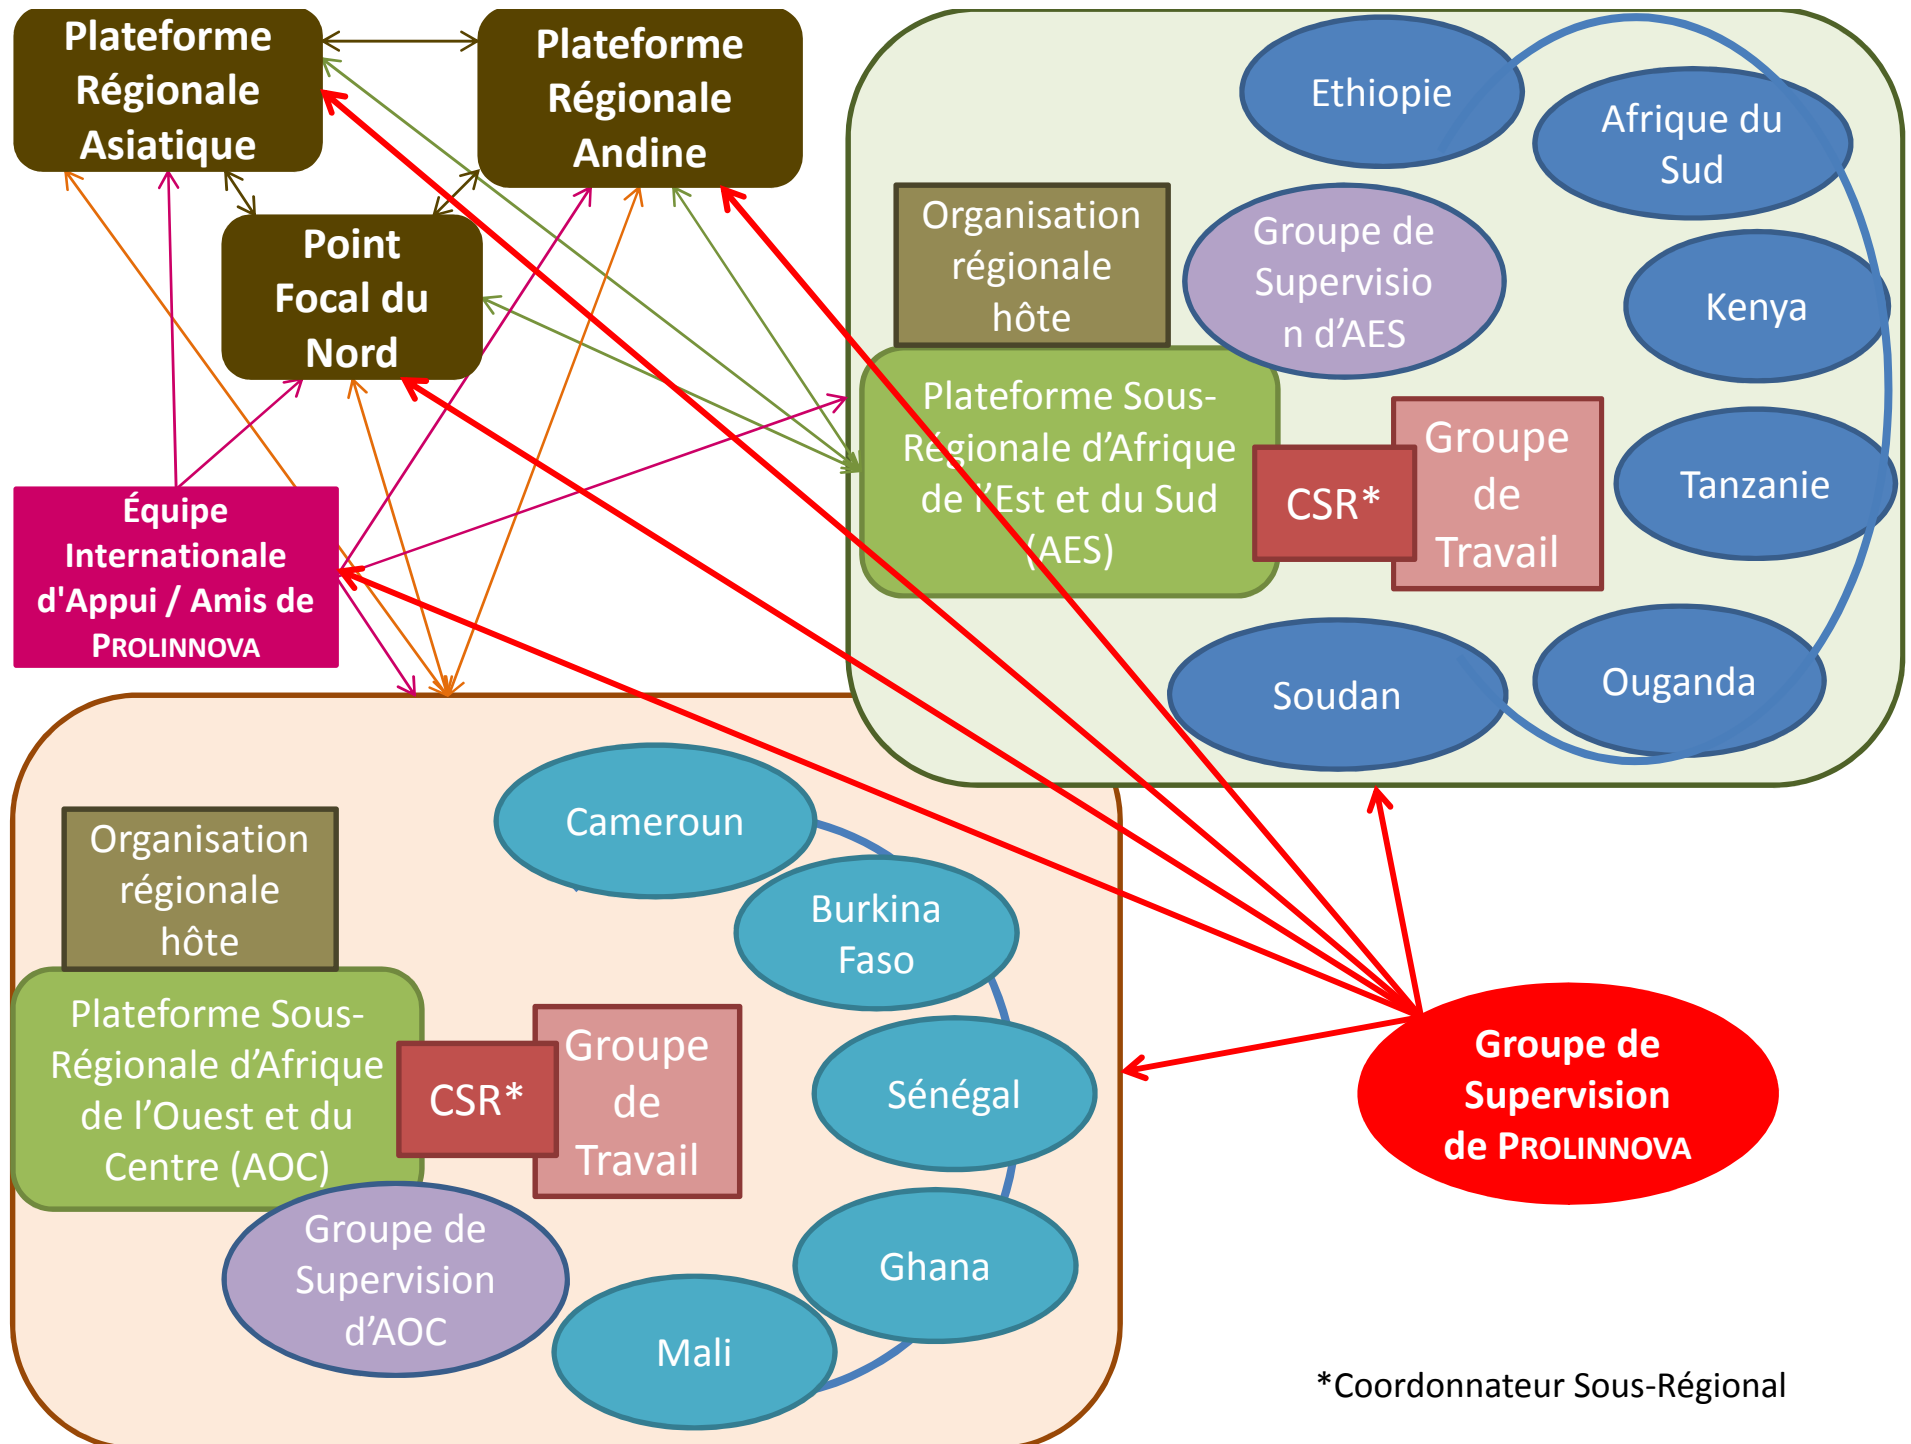 Plateforme
Régionale
Asiatique
Plateforme
Régionale
Andine
Point
Focal du
Nord
Équipe
Internationale
d'Appui / Amis de
PROLINNOVA
Ethiopie
Afrique du
Sud
Organisation
régionale
hôte
Groupe de
Supervisio
n d’AES
Kenya
Plateforme Sous-
Régionale d’Afrique
de l’Est et du Sud
(AES)
CSR*
Groupe
de
Travail
Tanzanie
Soudan
Ouganda
Cameroun
Organisation
régionale
hôte
Burkina
Faso
Plateforme Sous-
Régionale d’Afrique
de l’Ouest et du
Centre (AOC)
CSR*
Groupe
de
Travail
Sénégal
Groupe de
Supervision
d’AOC
Ghana
Mali
Groupe de
Supervision
de PROLINNOVA
*Coordonnateur Sous-Régional